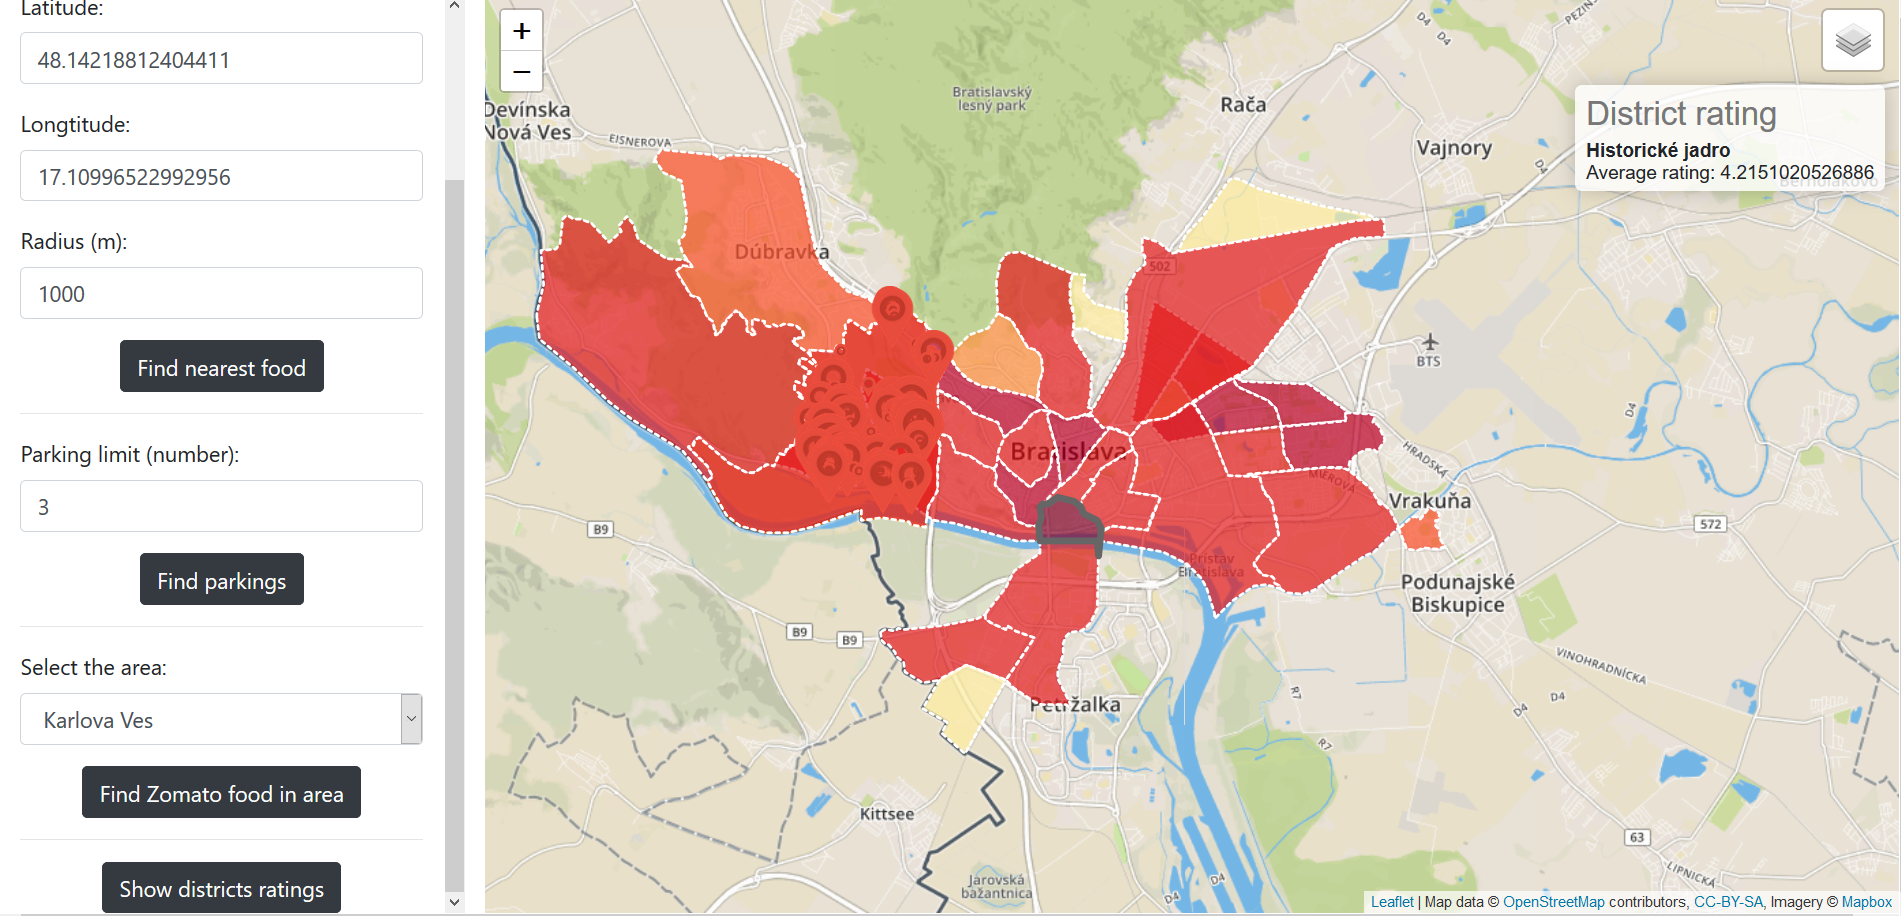 Latitude:
48.14218812404411
Longtitude:
17.10996522992956
Radius (m):
1000
Find nearest food
Parking limit (number):
3
Find parkings
Select the area:
Karlova Ves
Find Zomato food in area
Show districts ratings
+
−
District rating
Historické jadro
Average rating: 4.2151020526886
Devínska
Nová Ves
EISNEROVA
Bratislavský
lesný park
Rača
Vajnory
D4
D4
PEZIN
D4
Bernolákovo
Dúbravka
502
BTS
D4
Bratislava
HRADSKÁ
MIEROVÁ
Vrakuňa
572
B9
Prístav
Bratislava
Podunajské
Biskupice
B9
B9
VINOHRADNÍCKA
R7
D4
D4
Petržalka
R7
Kittsee
63
LIPNICKÁ
Jarovská
bažantnica
D4
D4
Leaflet | Map data © OpenStreetMap contributors, CC-BY-SA, Imagery © Mapbox